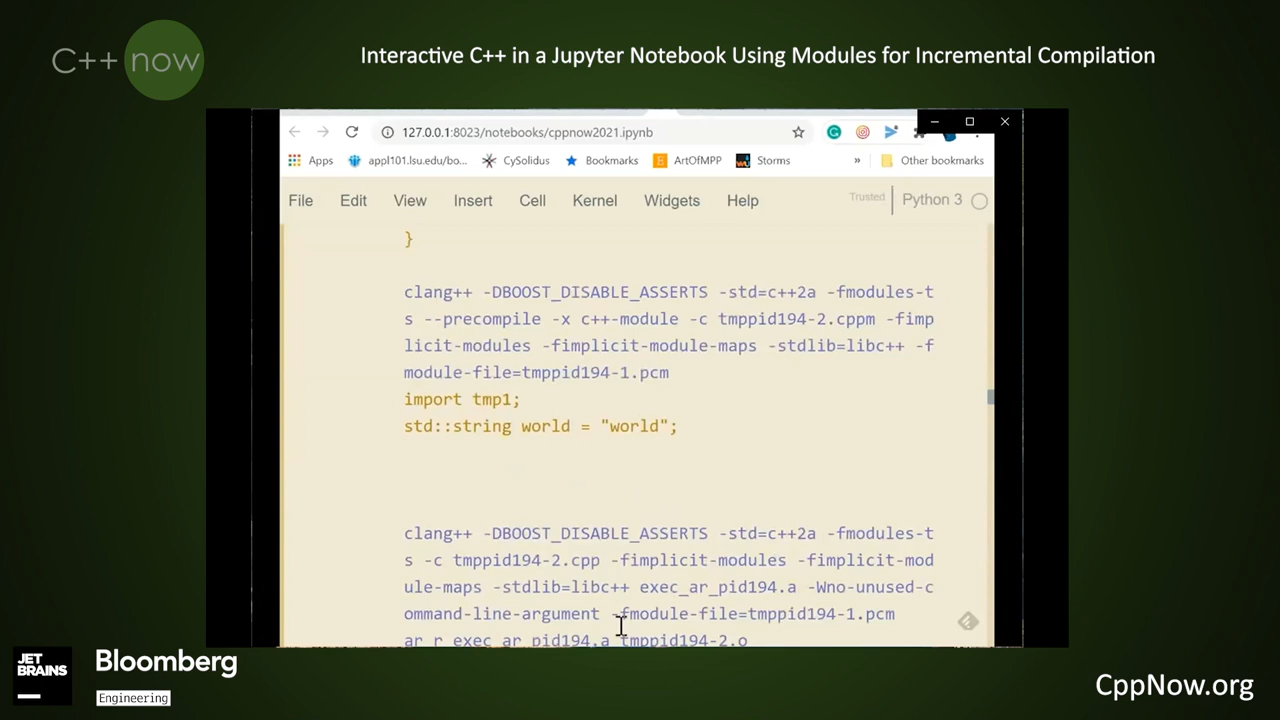 C++ now
Interactive C++ in a Jupyter Notebook Using Modules for Incremental Compilation
127.0.0.1:8023/notebooks/cppnow2021.ipynb
Apps appl101.lsu.edu/bo... CySolidus Bookmarks ArtOfMPP Storms » Other bookmarks
File Edit View Insert Cell Kernel Widgets Help Trusted Python 3
}
clang++ -DBOOST_DISABLE_ASSERTS -std=c++2a -fmodules-t
s --precompile -x c++-module -c tmppid194-2.cppm -fimp
licit-modules -fimplicit-module-maps -stdlib=libc++ -f
module-file=tmppid194-1.pcm
import tmp1;
std::string world = "world";
clang++ -DBOOST_DISABLE_ASSERTS -std=c++2a -fmodules-t
s -c tmppid194-2.cpp -fimplicit-modules -fimplicit-mod
ule-maps -stdlib=libc++ exec_ar_pid194.a -Wno-unused-c
ommand-line-argument -fmodule-file=tmppid194-1.pcm
ar r exec_ar_pid194.a tmppid194-2.o
JET
BRAINS
Bloomberg
Engineering
CppNow.org